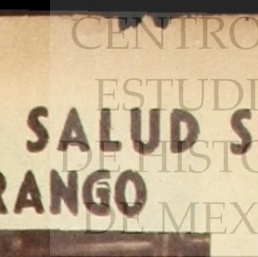 CENTRO
ESTUDI
SALUD S
DE HISTO
RANGO
DE MEX